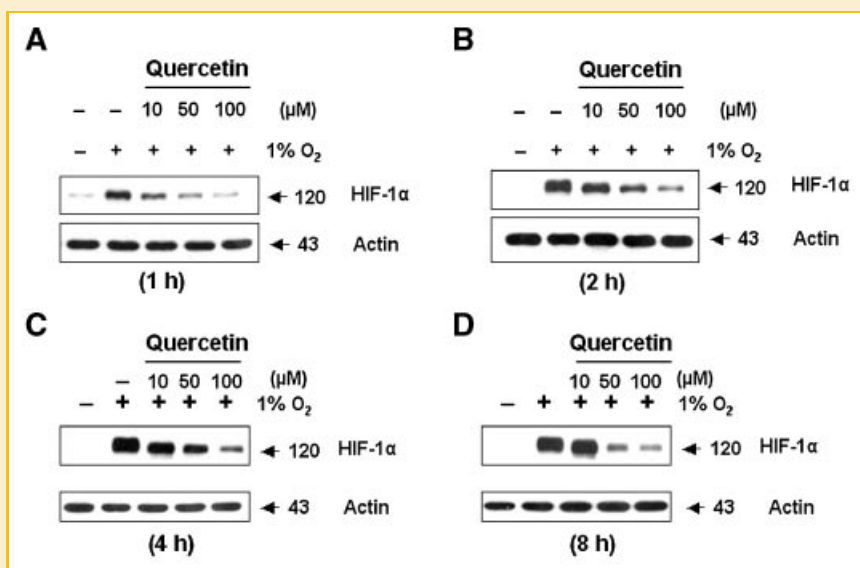 A
Quercetin
– – 10 50 100 (μM)
– + + + + 1% O₂
120 HIF-1α
43 Actin
(1 h)
B
Quercetin
– – 10 50 100 (μM)
– + + + + 1% O₂
120 HIF-1α
43 Actin
(2 h)
C
Quercetin
– 10 50 100 (μM)
– + + + + 1% O₂
120 HIF-1α
43 Actin
(4 h)
D
Quercetin
10 50 100 (μM)
– + + + + 1% O₂
120 HIF-1α
43 Actin
(8 h)